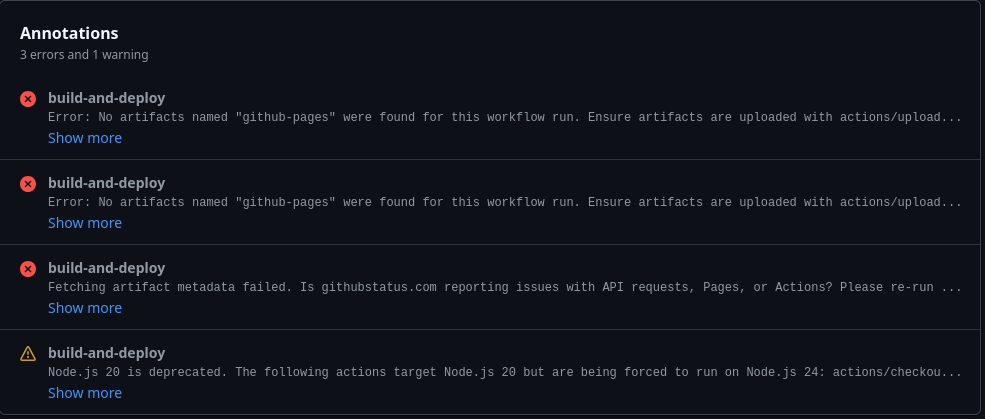 Annotations
3 errors and 1 warning
build-and-deploy
Error: No artifacts named "github-pages" were found for this workflow run. Ensure artifacts are uploaded with actions/upload...
Show more
build-and-deploy
Error: No artifacts named "github-pages" were found for this workflow run. Ensure artifacts are uploaded with actions/upload...
Show more
build-and-deploy
Fetching artifact metadata failed. Is githubstatus.com reporting issues with API requests, Pages, or Actions? Please re-run ...
Show more
build-and-deploy
Node.js 20 is deprecated. The following actions target Node.js 20 but are being forced to run on Node.js 24: actions/checkou...
Show more